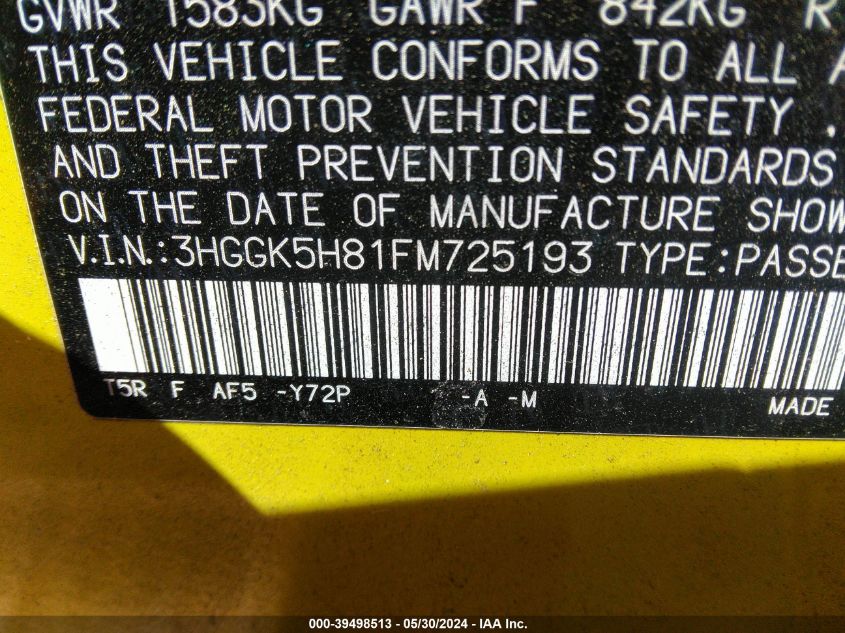 GVWR 1583KG GAWR F 842KG R
THIS VEHICLE CONFORMS TO ALL A
FEDERAL MOTOR VEHICLE SAFETY .
AND THEFT PREVENTION STANDARDS
ON THE DATE OF MANUFACTURE SHOW
V.I.N.:3HGGK5H81FM725193 TYPE:PASSE
T5R F AF5 -Y72P -A -M MADE
000-39498513 - 05/30/2024 - IAA Inc.